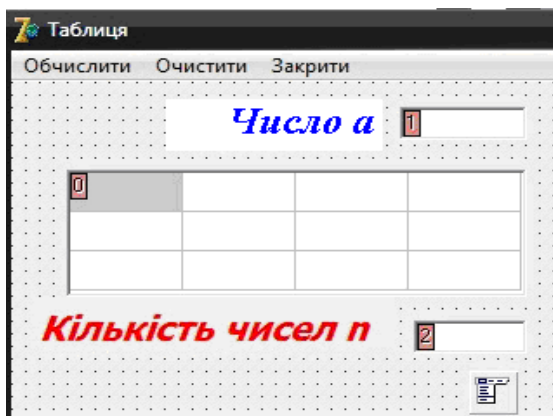 Таблиця
Обчислити Очистити Закрити
Число a
1
0
Кількість чисел n
2